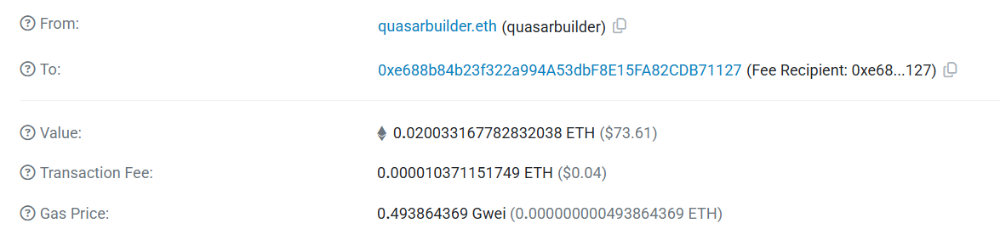 From: quasarbuilder.eth (quasarbuilder)
To: 0xe688b84b23f322a994A53dbF8E15FA82CDB71127 (Fee Recipient: 0xe68...127)
Value: 0.020033167782832038 ETH ($73.61)
Transaction Fee: 0.000010371151749 ETH ($0.04)
Gas Price: 0.493864369 Gwei (0.000000000493864369 ETH)